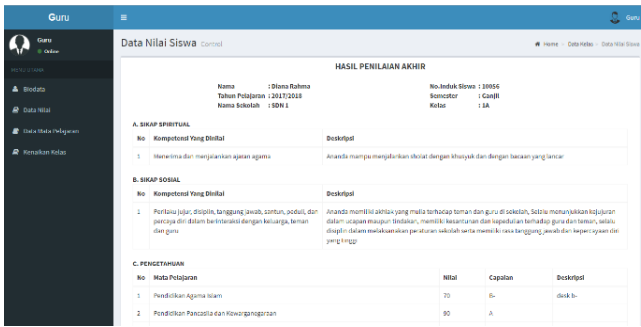 Guru
Guru
Guru
Online
MENU UTAMA
Biodata
Data Nilai
Data Mata Pelajaran
Kenaikan Kelas
Data Nilai Siswa Control
Home > Data Kelas > Data Nilai Siswa
HASIL PENILAIAN AKHIR
Nama : Diana Rahma
No.Induk Siswa : 10056
Tahun Pelajaran : 2017/2018
Semester : Ganjil
Nama Sekolah : SDN 1
Kelas : 1A
A. SIKAP SPIRITUAL
No Kompetensi Yang Dinilai Deskripsi
1 Menerima dan menjalankan ajaran agama Ananda mampu menjalankan sholat dengan khusyuk dan dengan bacaan yang lancar
B. SIKAP SOSIAL
No Kompetensi Yang Dinilai Deskripsi
1 Perilaku jujur, disiplin, tanggung jawab, santun, peduli, dan Ananda memiliki akhlak yang mulia terhadap teman dan guru di sekolah, Selalu menunjukkan kejujuran
percaya diri dalam berinteraksi dengan keluarga, teman dalam ucapan maupun tindakan, memiliki kesantunan dan kepedulian terhadap guru dan teman, selalu
dan guru disiplin dalam melaksanakan peraturan sekolah serta memiliki rasa tanggung jawab dan kepercayaan diri
yang tinggi
C. PENGETAHUAN
No Mata Pelajaran Nilai Capaian Deskripsi
1 Pendidikan Agama Islam 70 B- desk b-
2 Pendidikan Pancasila dan Kewarganegaraan 90 A